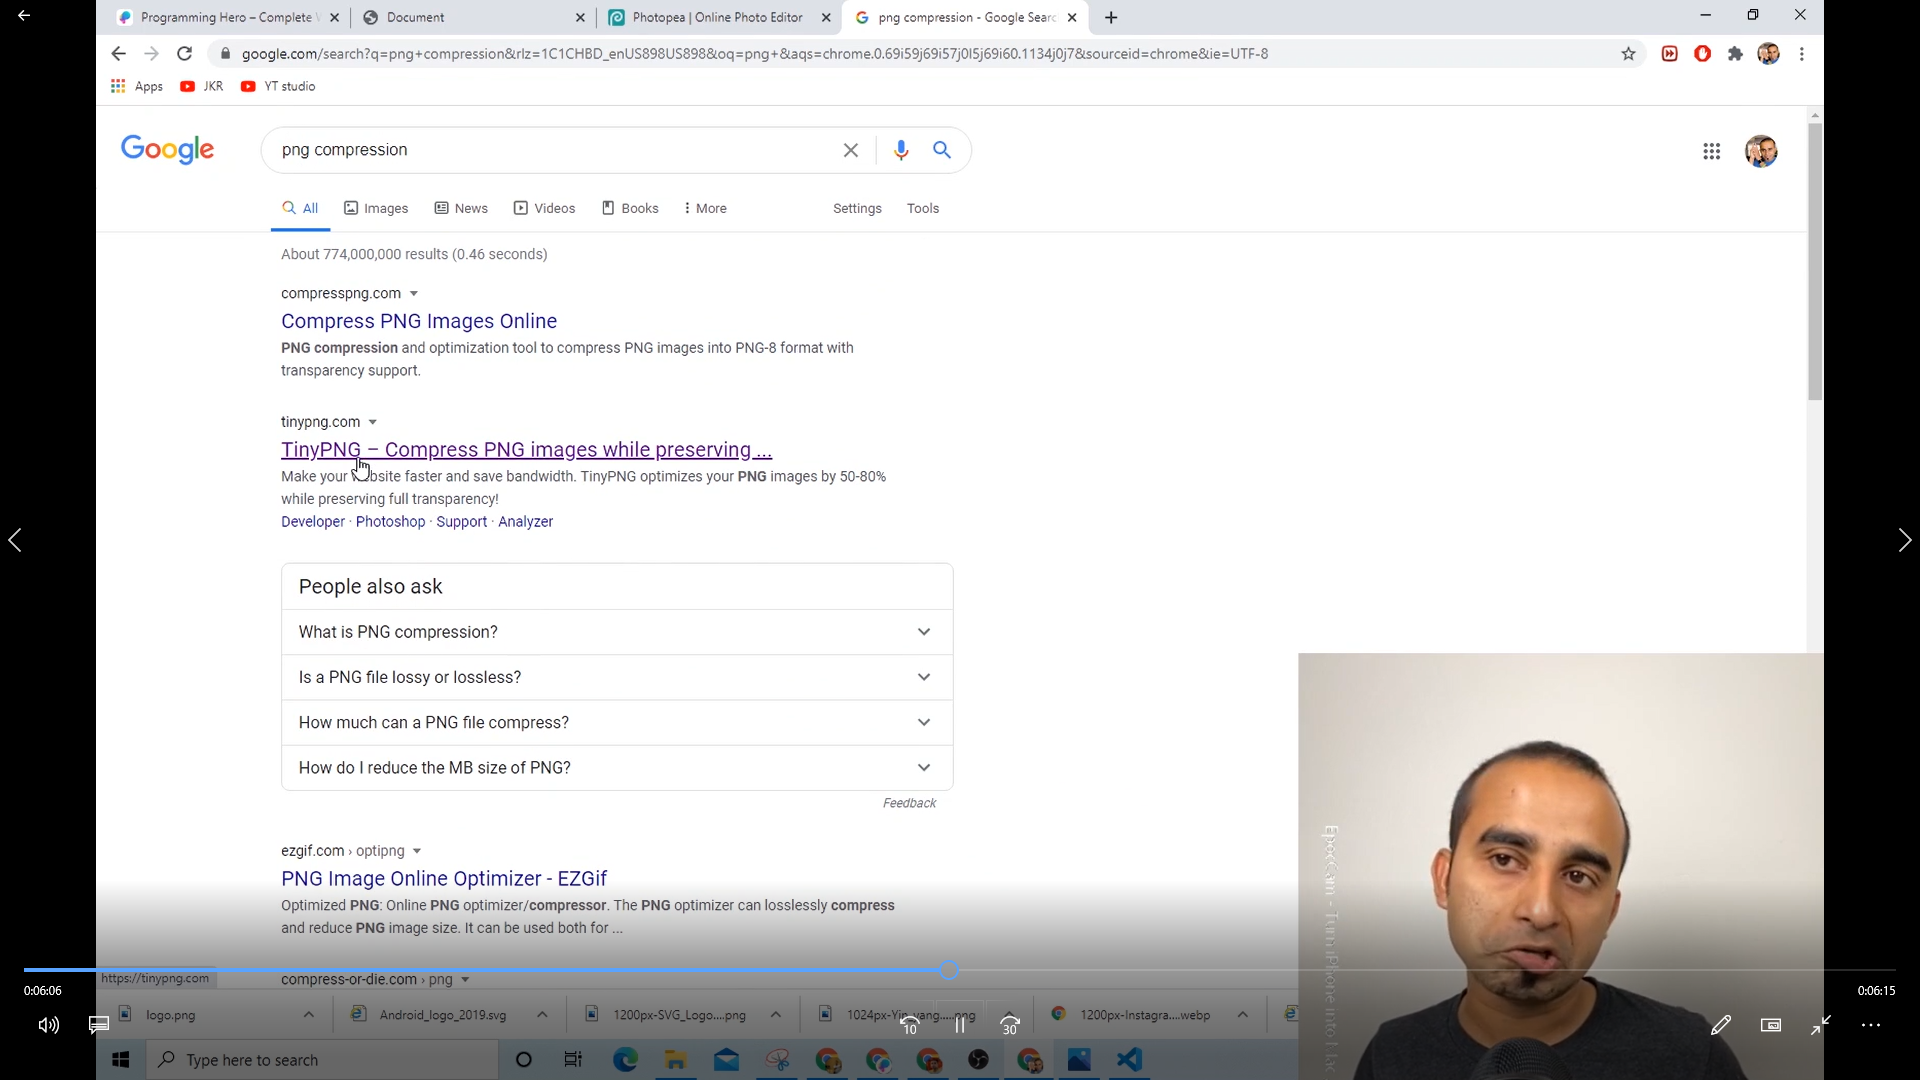 Programming Hero – Complete
Document
Photopea | Online Photo Editor
png compression - Google Sear
google.com/search?q=png+compression&rlz=1C1CHBD_enUS898US898&oq=png+&aqs=chrome.0.69i59j69i57j0l5j69i60.1134j0j7&sourceid=chrome&ie=UTF-8
Apps
JKR
YT studio
Google
png compression
All
Images
News
Videos
Books
More
Settings
Tools
About 774,000,000 results (0.46 seconds)
compresspng.com
Compress PNG Images Online
PNG compression and optimization tool to compress PNG images into PNG-8 format with
transparency support.
tinypng.com
TinyPNG – Compress PNG images while preserving ...
Make your website faster and save bandwidth. TinyPNG optimizes your PNG images by 50-80%
while preserving full transparency!
Developer · Photoshop · Support · Analyzer
People also ask
What is PNG compression?
Is a PNG file lossy or lossless?
How much can a PNG file compress?
How do I reduce the MB size of PNG?
Feedback
ezgif.com › optipng
PNG Image Online Optimizer - EZGif
Optimized PNG: Online PNG optimizer/compressor. The PNG optimizer can losslessly compress
and reduce PNG image size. It can be used both for ...
https://tinypng.com
compress-or-die.com › png
0:06:06
0:06:15
logo.png
Android_logo_2019.svg
1200px-SVG_Logo....png
1024px-Yin_yang.....png
1200px-Instagra....webp
10
30
Type here to search
EpocCam - Turn iPhone into